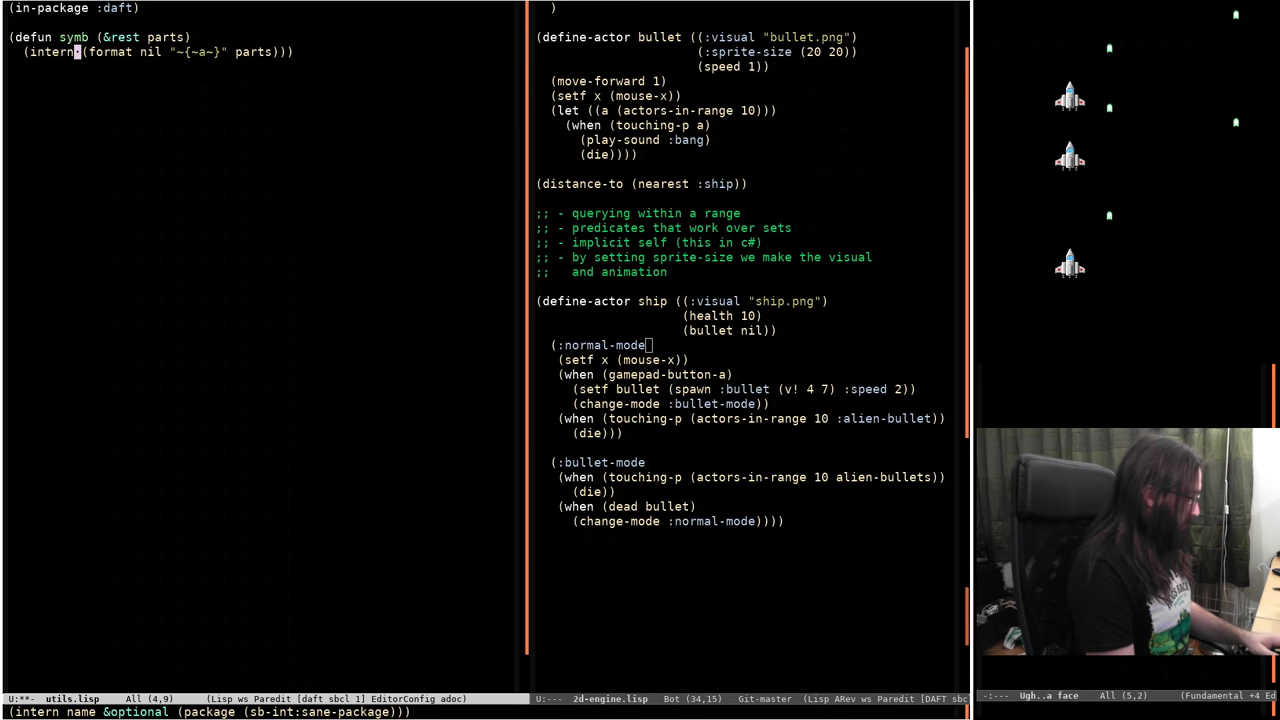 (in-package :daft)
(defun symb (&rest parts)
  (intern (format nil "~{~a~}" parts)))
U:**-  utils.lisp     All (4,9)      (Lisp ws Paredit [daft sbcl 1] EditorConfig adoc)
(intern name &optional (package (sb-int:sane-package)))
  )
(define-actor bullet ((:visual "bullet.png")
                      (:sprite-size (20 20))
                      (speed 1))
  (move-forward 1)
  (setf x (mouse-x))
  (let ((a (actors-in-range 10)))
    (when (touching-p a)
      (play-sound :bang)
      (die))))
(distance-to (nearest :ship))
;; - querying within a range
;; - predicates that work over sets
;; - implicit self (this in c#)
;; - by setting sprite-size we make the visual
;;   and animation
(define-actor ship ((:visual "ship.png")
                    (health 10)
                    (bullet nil))
  (:normal-mode
   (setf x (mouse-x))
   (when (gamepad-button-a)
     (setf bullet (spawn :bullet (v! 4 7) :speed 2))
     (change-mode :bullet-mode))
   (when (touching-p (actors-in-range 10 :alien-bullet))
     (die)))
  (:bullet-mode
   (when (touching-p (actors-in-range 10 alien-bullets))
     (die))
   (when (dead bullet)
     (change-mode :normal-mode))))
U:---  2d-engine.lisp   Bot (34,15)    Git-master  (Lisp ARev ws Paredit [DAFT sbc
-:---  Ugh..a face    All (5,2)      (Fundamental +4 Ed